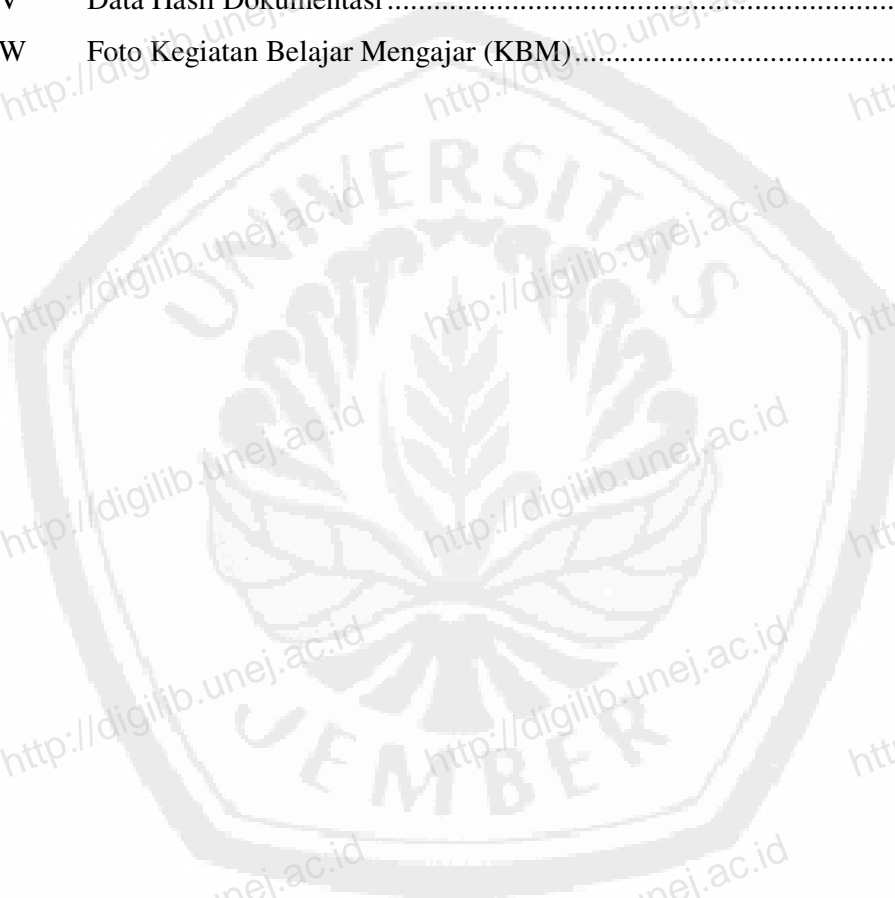 V Data Hasil Dokumentasi ........................................................................
W Foto Kegiatan Belajar Mengajar (KBM) ...........................................
http://digilib.unej.ac.id
http://digilib.unej.ac.id
UNIVERSITAS
http://digilib.unej.ac.id
http://digilib.unej.ac.id
http://digilib.unej.ac.id
http://digilib.unej.ac.id
http://digilib.unej.ac.id
http://digilib.unej.ac.id
JEMBER